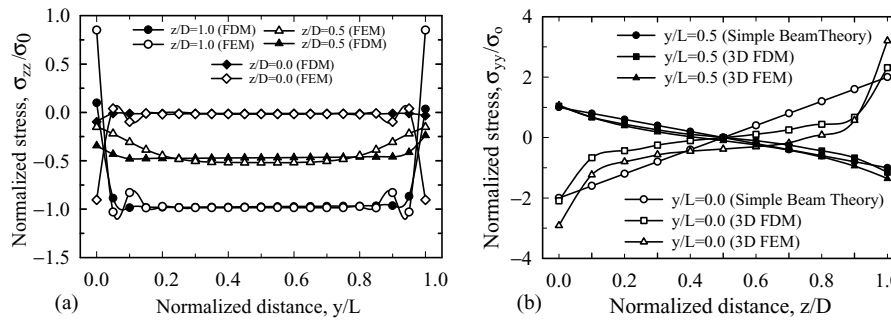 z/D=1.0 (FDM)
z/D=0.5 (FEM)
z/D=1.0 (FEM)
z/D=0.5 (FDM)
z/D=0.0 (FDM)
z/D=0.0 (FEM)
Normalized stress, σzz/σ0
1.5
1.0
0.5
0.0
−0.5
−1.0
−1.5
0.0 0.2 0.4 0.6 0.8 1.0
(a) Normalized distance, y/L
y/L=0.5 (Simple BeamTheory)
y/L=0.5 (3D FDM)
y/L=0.5 (3D FEM)
Normalized stress, σyy/σo
4
2
0
−2
−4
y/L=0.0 (Simple Beam Theory)
y/L=0.0 (3D FDM)
y/L=0.0 (3D FEM)
0.0 0.2 0.4 0.6 0.8 1.0
(b) Normalized distance, z/D